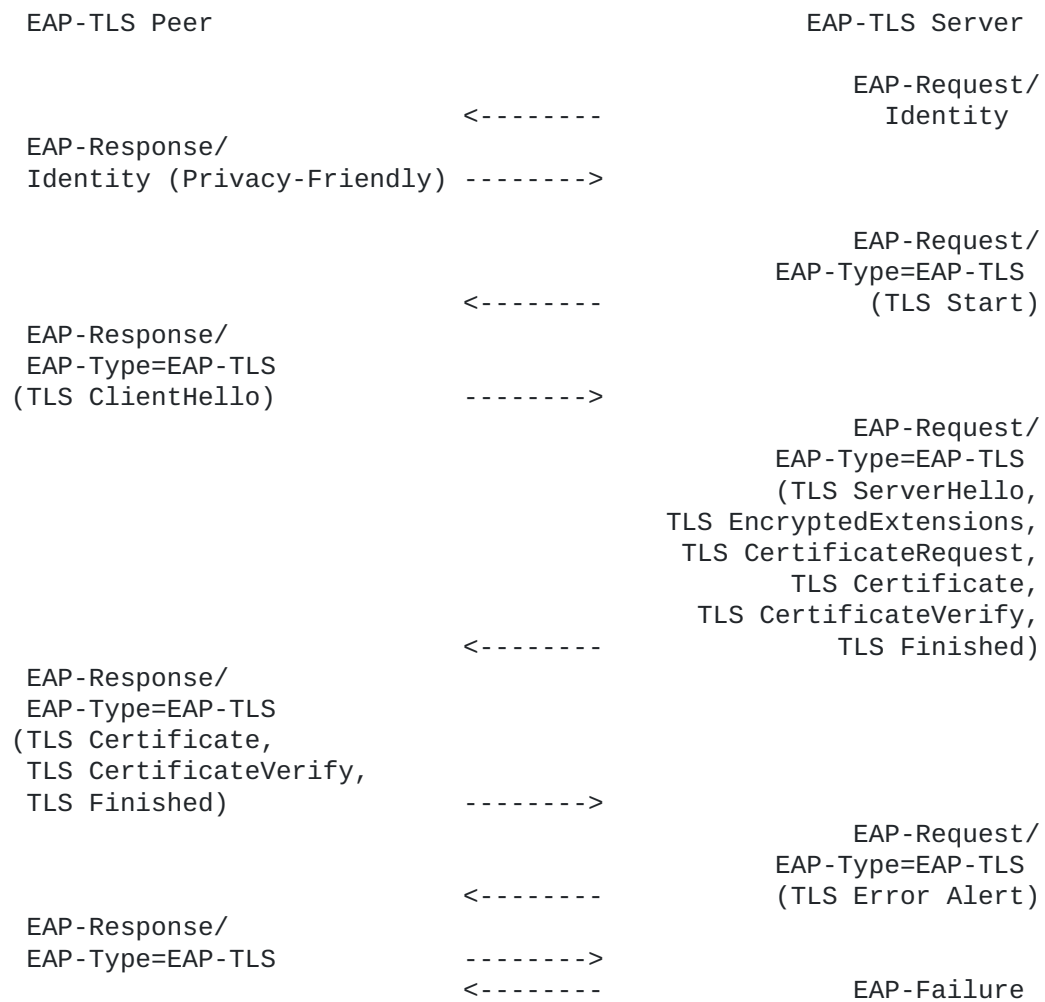 EAP-TLS Peer                                      EAP-TLS Server
EAP-Request/
<--------                  Identity
EAP-Response/
Identity (Privacy-Friendly) -------->
EAP-Request/
EAP-Type=EAP-TLS
<--------                 (TLS Start)
EAP-Response/
EAP-Type=EAP-TLS
(TLS ClientHello)            -------->
EAP-Request/
EAP-Type=EAP-TLS
(TLS ServerHello,
TLS EncryptedExtensions,
TLS CertificateRequest,
TLS Certificate,
TLS CertificateVerify,
<--------               TLS Finished)
EAP-Response/
EAP-Type=EAP-TLS
(TLS Certificate,
TLS CertificateVerify,
TLS Finished)               -------->
EAP-Request/
EAP-Type=EAP-TLS
<--------           (TLS Error Alert)
EAP-Response/
EAP-Type=EAP-TLS            -------->
<--------                EAP-Failure